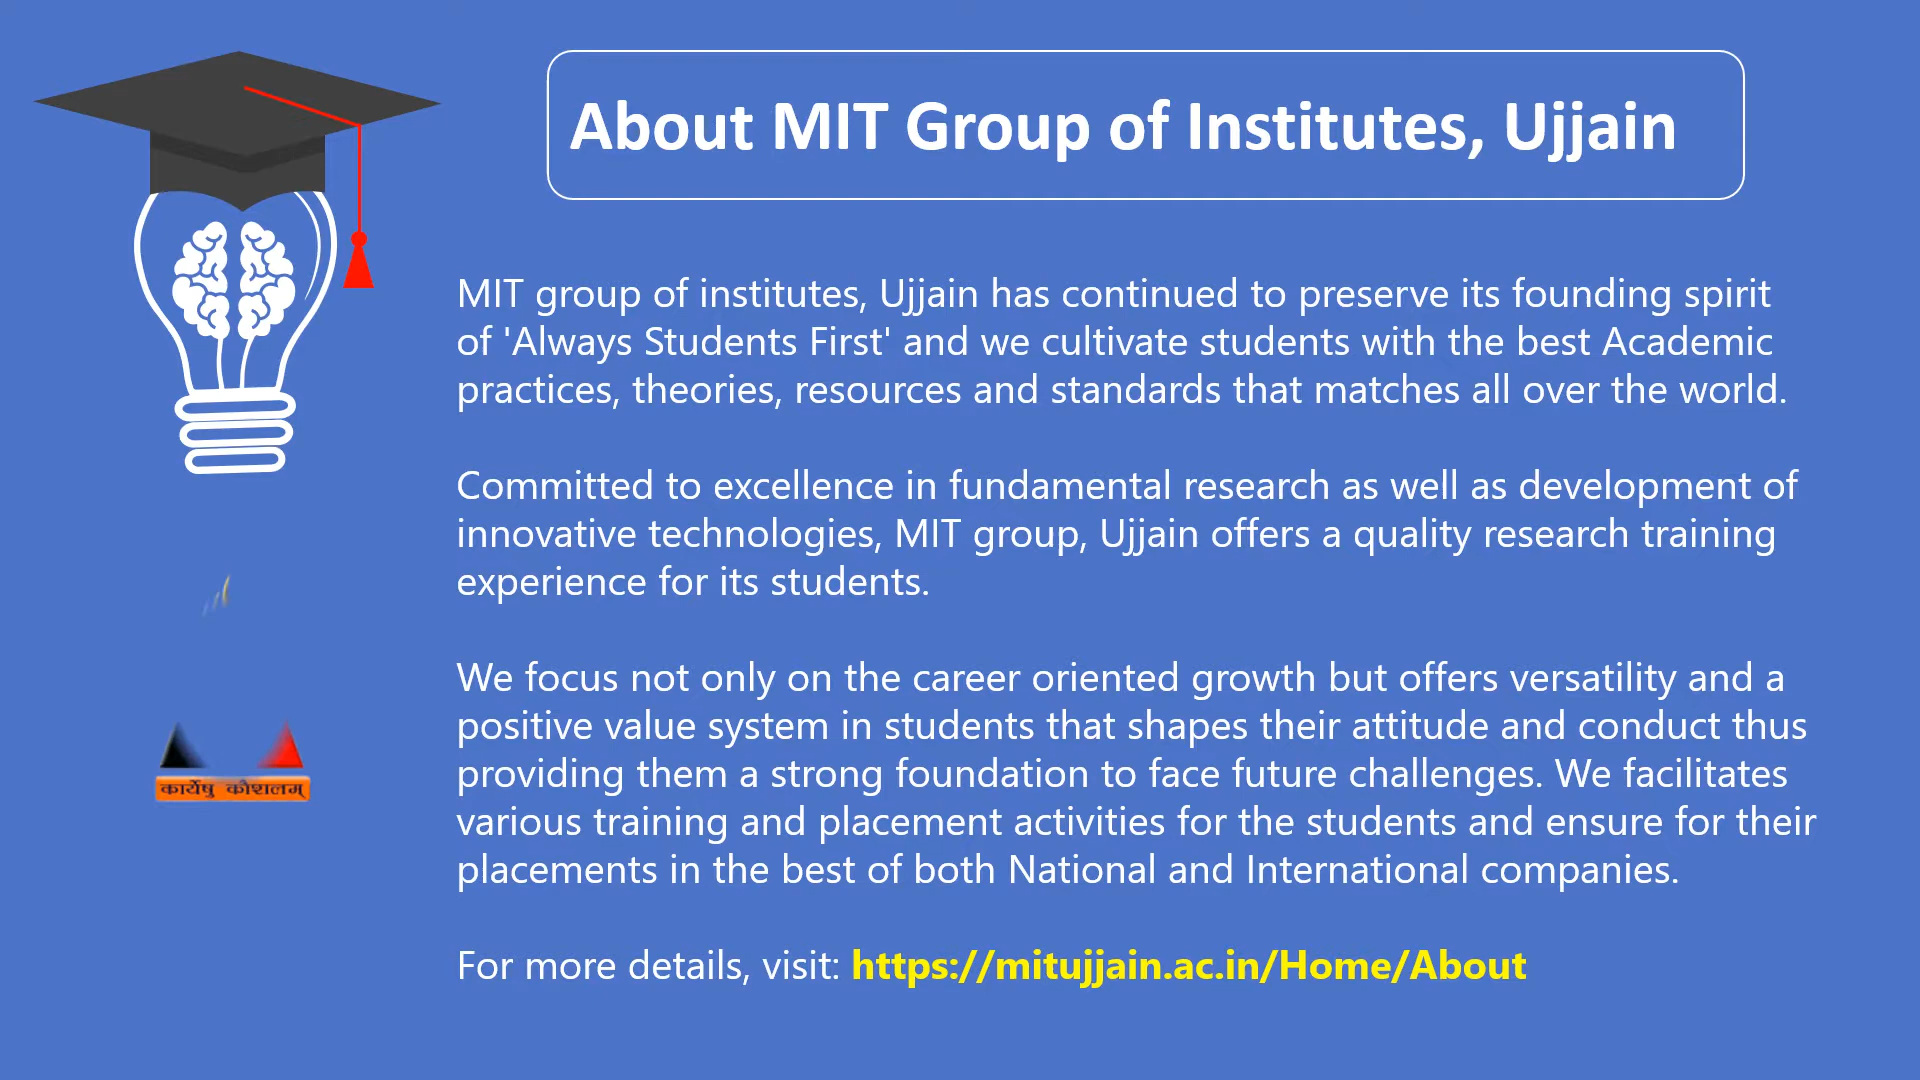 About MIT Group of Institutes, Ujjain
MIT group of institutes, Ujjain has continued to preserve its founding spirit
of 'Always Students First' and we cultivate students with the best Academic
practices, theories, resources and standards that matches all over the world.
Committed to excellence in fundamental research as well as development of
innovative technologies, MIT group, Ujjain offers a quality research training
experience for its students.
We focus not only on the career oriented growth but offers versatility and a
positive value system in students that shapes their attitude and conduct thus
providing them a strong foundation to face future challenges. We facilitates
various training and placement activities for the students and ensure for their
placements in the best of both National and International companies.
For more details, visit: https://mitujjain.ac.in/Home/About
कार्येषु कौशलम्